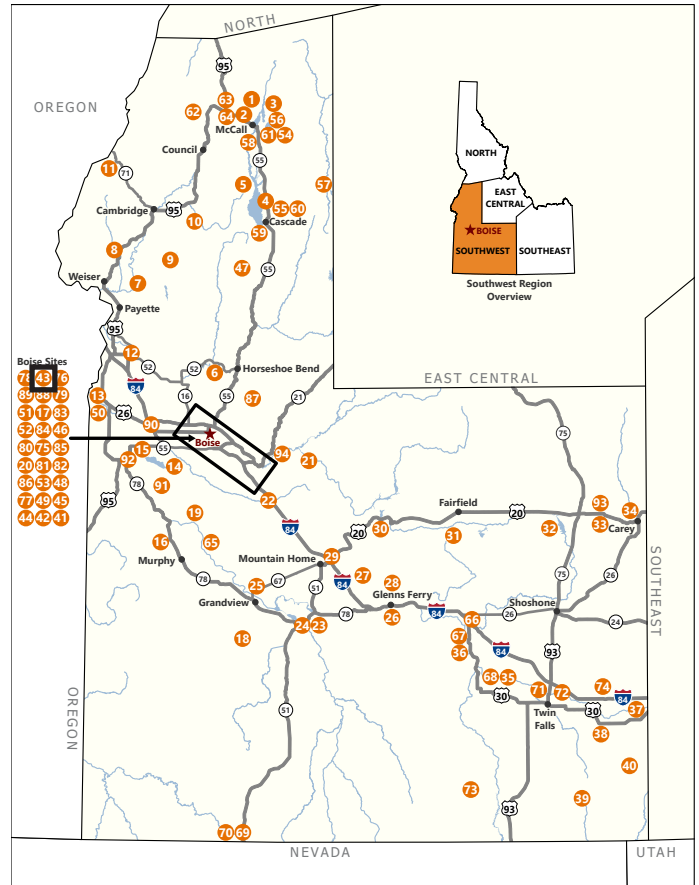 NORTH
OREGON
95
63
1
3
62
64
2
56
McCall
61
54
58
Council
55
11
71
5
57
4
55
60
Cambridge
95
10
Cascade
59
8
9
47
55
Weiser
7
Payette
95
12
52
52
6
Horseshoe Bend
84
16
55
87
21
13
50
26
90
Boise
15
55
94
21
92
14
78
91
95
22
19
84
16
65
Murphy
78
Mountain Home
29
67
51
84
27
28
25
Grandview
Glenns Ferry
78
26
24
23
18
51
70
69
Boise Sites
78 43 76
89 88 79
51 17 83
52 84 46
80 75 85
20 81 82
86 53 48
77 49 45
44 42 41
NORTH
EAST
CENTRAL
BOISE
SOUTHWEST
SOUTHEAST
Southwest Region
Overview
EAST CENTRAL
75
Fairfield
20
93
34
20
30
31
32
33
Carey
75
26
Shoshone
84
66
26
24
67
36
84
93
68
35
30
71
72
74
84
30
37
Twin
Falls
38
40
73
39
93
SOUTHEAST
OREGON
NEVADA
UTAH